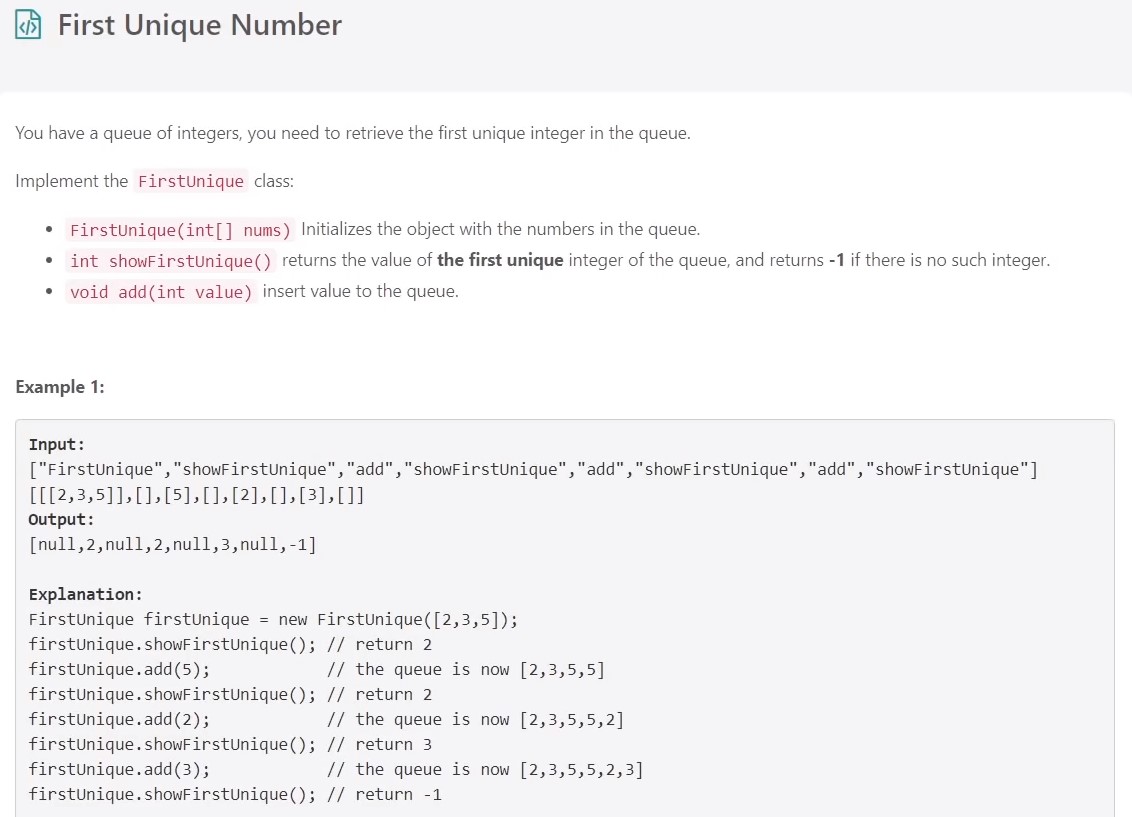 First Unique Number
You have a queue of integers, you need to retrieve the first unique integer in the queue.
Implement the FirstUnique class:
• FirstUnique(int[] nums) Initializes the object with the numbers in the queue.
• int showFirstUnique() returns the value of the first unique integer of the queue, and returns -1 if there is no such integer.
• void add(int value) insert value to the queue.
Example 1:
Input:
["FirstUnique","showFirstUnique","add","showFirstUnique","add","showFirstUnique","add","showFirstUnique"]
[[[2,3,5]],[],[5],[],[2],[],[3],[]]
Output:
[null,2,null,2,null,3,null,-1]
Explanation:
FirstUnique firstUnique = new FirstUnique([2,3,5]);
firstUnique.showFirstUnique(); // return 2
firstUnique.add(5);            // the queue is now [2,3,5,5]
firstUnique.showFirstUnique(); // return 2
firstUnique.add(2);            // the queue is now [2,3,5,5,2]
firstUnique.showFirstUnique(); // return 3
firstUnique.add(3);            // the queue is now [2,3,5,5,2,3]
firstUnique.showFirstUnique(); // return -1